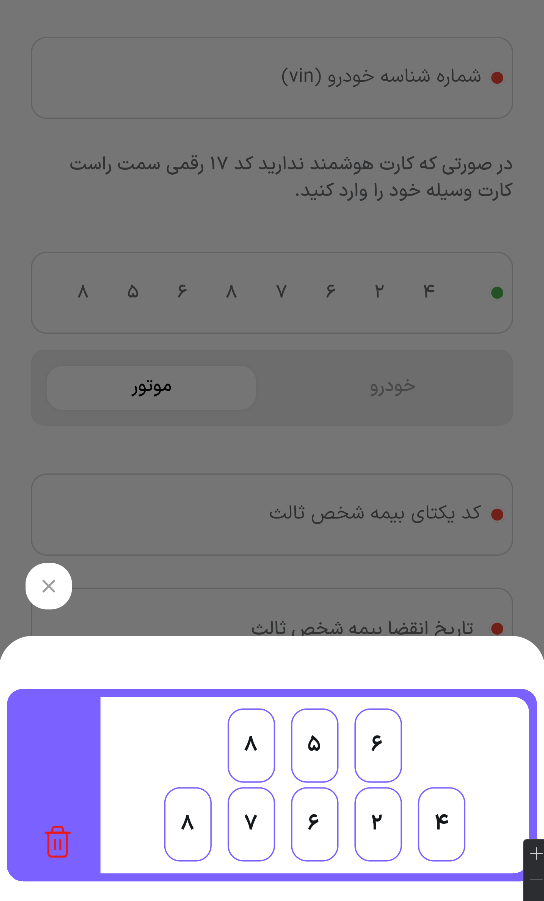 شماره شناسه خودرو (vin)
در صورتی که کارت هوشمند ندارید کد ۱۷ رقمی سمت راست
کارت وسیله خود را وارد کنید.
۸ ۵ ۶ ۸ ۷ ۶ ۲ ۴
خودرو موتور
کد یکتای بیمه شخص ثالث
تاریخ انقضا بیمه شخص ثالث
۸ ۵ ۶
۸ ۷ ۶ ۲ ۴